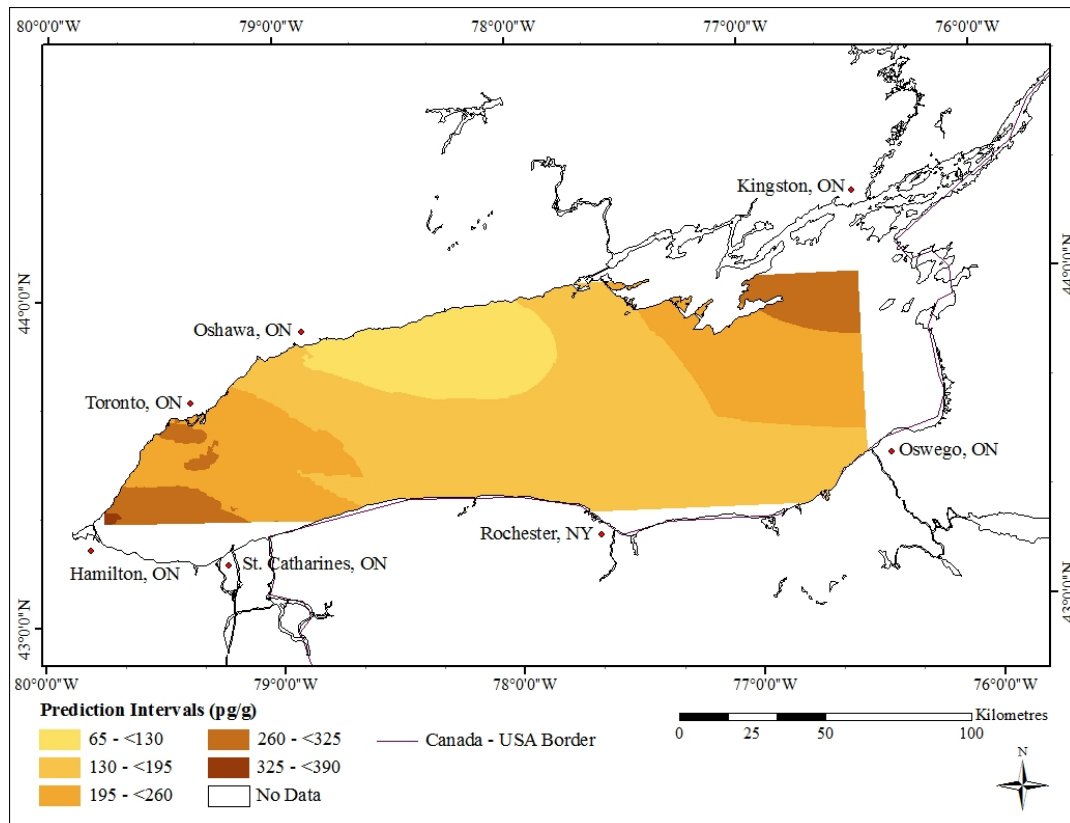 80°0'0"W 79°0'0"W 78°0'0"W 77°0'0"W 76°0'0"W
Kingston, ON
44°0'0"N
44°0'0"N
Oshawa, ON
Toronto, ON
Oswego, ON
Rochester, NY
Hamilton, ON
St. Catharines, ON
43°0'0"N
43°0'0"N
80°0'0"W 79°0'0"W 78°0'0"W 77°0'0"W 76°0'0"W
Prediction Intervals (pg/g)
65 - <130
130 - <195
195 - <260
260 - <325
325 - <390
No Data
Canada - USA Border
Kilometres
0 25 50 100
N